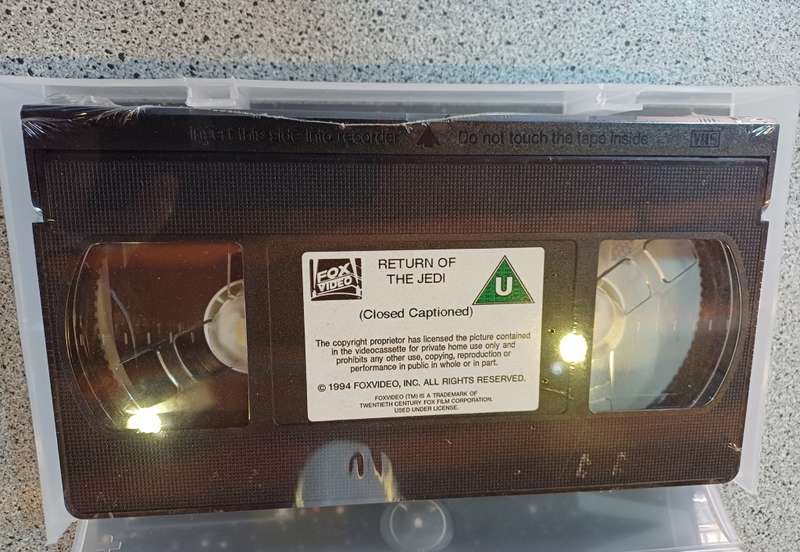 Insert this side into recorder
Do not touch the tape inside
VHS
FOX
VIDEO
RETURN OF
THE JEDI
U
(Closed Captioned)
The copyright proprietor has licensed the picture contained
in the videocassette for private home use only and
prohibits any other use, copying, reproduction or
performance in public in whole or in part.
© 1994 FOXVIDEO, INC. ALL RIGHTS RESERVED.
FOXVIDEO (TM) IS A TRADEMARK OF
TWENTIETH CENTURY FOX FILM CORPORATION.
USED UNDER LICENSE.